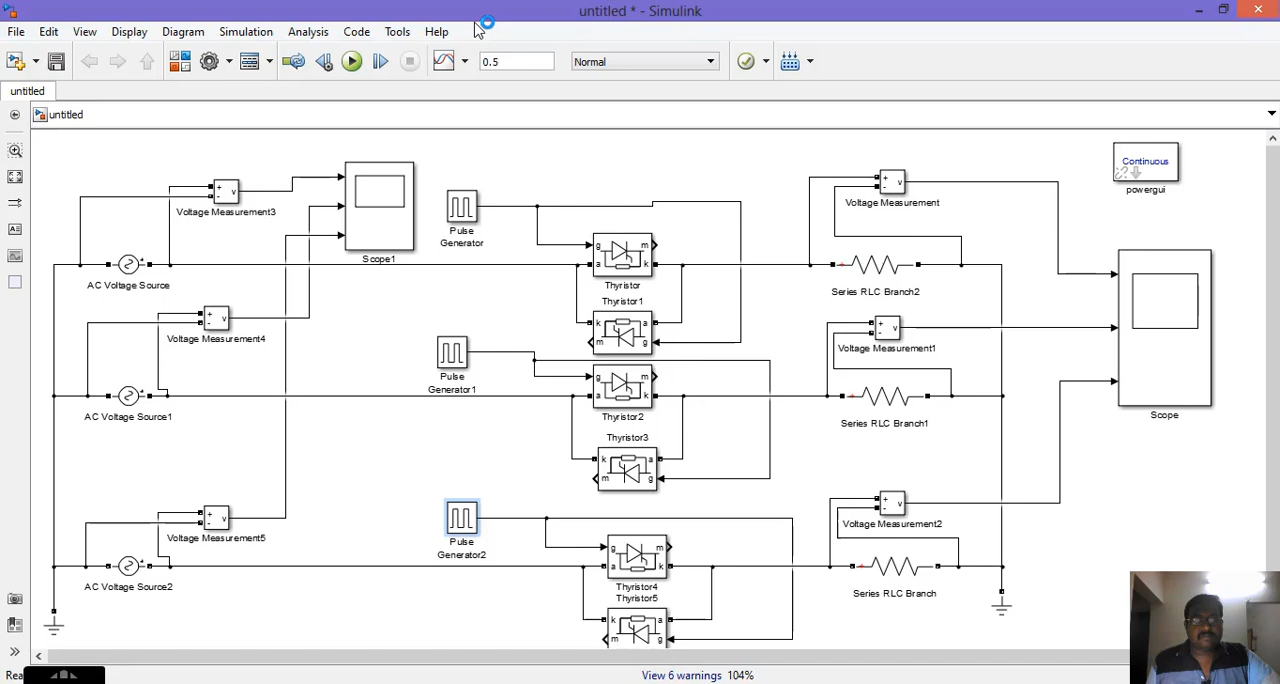 untitled * - Simulink
File Edit View Display Diagram Simulation Analysis Code Tools Help
0.5 Normal
untitled
untitled
Continuous
powergui
+ - v
Voltage Measurement3
Scope1
Pulse
Generator
+ - v
Voltage Measurement
g m
a k
Thyristor
AC Voltage Source
Series RLC Branch2
Thyristor1
k a
m g
+ - v
Voltage Measurement4
+ - v
Voltage Measurement1
Pulse
Generator1
g m
a k
Thyristor2
AC Voltage Source1
Series RLC Branch1
Scope
Thyristor3
k a
m g
+ - v
Voltage Measurement5
+ - v
Voltage Measurement2
Pulse
Generator2
g m
a k
Thyristor4
AC Voltage Source2
Series RLC Branch
Thyristor5
k a
m g
Rea
View 6 warnings 104%